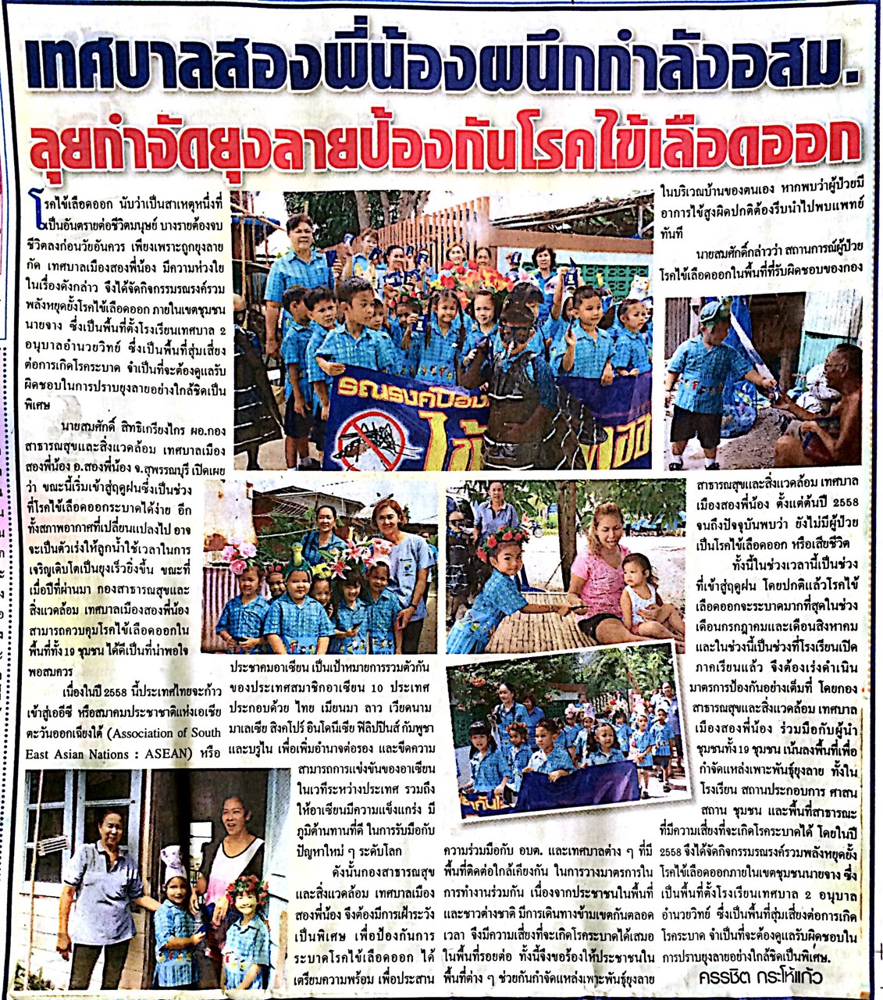 เทศบาลสองพี่น้องผนึกกำลังอสม.
ลุยกำจัดยุงลายป้องกันโรคไข้เลือดออก
โรคไข้เลือดออก นับว่าเป็นสาเหตุหนึ่งที่
เป็นอันตรายต่อชีวิตมนุษย์ บางรายต้องจบ
ชีวิตลงก่อนวัยอันควร เพียงเพราะถูกยุงลาย
กัด เทศบาลเมืองสองพี่น้อง มีความห่วงใย
ในเรื่องดังกล่าว จึงได้จัดกิจกรรมรณรงค์รวม
พลังหยุดยั้งโรคไข้เลือดออก ภายในเขตชุมชน
นายจาง ซึ่งเป็นพื้นที่ตั้งโรงเรียนเทศบาล 2
อนุบาลอำนวยวิทย์ ซึ่งเป็นพื้นที่สุ่มเสี่ยง
ต่อการเกิดโรคระบาด จำเป็นที่จะต้องดูแลรับ
ผิดชอบในการปราบยุงลายอย่างใกล้ชิดเป็น
พิเศษ
นายสมศักดิ์ สิทธิเกรียงไกร ผอ.กอง
สาธารณสุขและสิ่งแวดล้อม เทศบาลเมือง
สองพี่น้อง อ.สองพี่น้อง จ.สุพรรณบุรี เปิดเผย
ว่า ขณะนี้เริ่มเข้าสู่ฤดูฝนซึ่งเป็นช่วง
ที่โรคไข้เลือดออกระบาดได้ง่าย อีก
ทั้งสภาพอากาศที่เปลี่ยนแปลงไป อาจ
จะเป็นตัวเร่งให้ลูกน้ำใช้เวลาในการ
เจริญเติบโตเป็นยุงเร็วยิ่งขึ้น ขณะที่
เมื่อปีที่ผ่านมา กองสาธารณสุขและ
สิ่งแวดล้อม เทศบาลเมืองสองพี่น้อง
สามารถควบคุมโรคไข้เลือดออกใน
พื้นที่ทั้ง 19 ชุมชน ได้ดีเป็นที่น่าพอใจ
พอสมควร
เนื่องในปี 2558 นี้ประเทศไทยจะก้าว
เข้าสู่เออีซี หรือสมาคมประชาชาติแห่งเอเชีย
ตะวันออกเฉียงใต้ (Association of South
East Asian Nations : ASEAN) หรือ
ประชาคมอาเซียน เป็นเป้าหมายการรวมตัวกัน
ของประเทศสมาชิกอาเซียน 10 ประเทศ
ประกอบด้วย ไทย เมียนมา ลาว เวียดนาม
มาเลเซีย สิงคโปร์ อินโดนีเซีย ฟิลิปปินส์ กัมพูชา
และบรูไน เพื่อเพิ่มอำนาจต่อรอง และขีดความ
สามารถการแข่งขันของอาเซียน
ในเวทีระหว่างประเทศ รวมถึง
ให้อาเซียนมีความแข็งแกร่ง มี
ภูมิต้านทานที่ดี ในการรับมือกับ
ปัญหาใหม่ ๆ ระดับโลก
ดังนั้นกองสาธารณสุข
และสิ่งแวดล้อม เทศบาลเมือง
สองพี่น้อง จึงต้องมีการเฝ้าระวัง
เป็นพิเศษ เพื่อป้องกันการ
ระบาดโรคไข้เลือดออก ได้
เตรียมความพร้อม เพื่อประสาน
ความร่วมมือกับ อบต. และเทศบาลต่าง ๆ ที่มี
พื้นที่ติดต่อใกล้เคียงกัน ในการวางมาตรการใน
การทำงานร่วมกัน เนื่องจากประชาชนในพื้นที่
และชาวต่างชาติ มีการเดินทางข้ามเขตกันตลอด
เวลา จึงมีความเสี่ยงที่จะเกิดโรคระบาดได้เสมอ
ในพื้นที่รอยต่อ ทั้งนี้จึงขอร้องให้ประชาชนใน
พื้นที่ต่าง ๆ ช่วยกันกำจัดแหล่งเพาะพันธุ์ยุงลาย
ในบริเวณบ้านของตนเอง หากพบว่าผู้ป่วยมี
อาการไข้สูงผิดปกติต้องรีบนำไปพบแพทย์
ทันที
นายสมศักดิ์กล่าวว่า สถานการณ์ผู้ป่วย
โรคไข้เลือดออกในพื้นที่ที่รับผิดชอบของกอง
สาธารณสุขและสิ่งแวดล้อม เทศบาล
เมืองสองพี่น้อง ตั้งแต่ต้นปี 2558
จนถึงปัจจุบันพบว่า ยังไม่มีผู้ป่วย
เป็นโรคไข้เลือดออก หรือเสียชีวิต
ทั้งนี้ในช่วงเวลานี้เป็นช่วง
ที่เข้าสู่ฤดูฝน โดยปกติแล้วโรคไข้
เลือดออกจะระบาดมากที่สุดในช่วง
เดือนกรกฎาคมและเดือนสิงหาคม
และในช่วงนี้เป็นช่วงที่โรงเรียนเปิด
ภาคเรียนแล้ว จึงต้องเร่งดำเนิน
มาตรการป้องกันอย่างเต็มที่ โดยกอง
สาธารณสุขและสิ่งแวดล้อม เทศบาล
เมืองสองพี่น้อง ร่วมมือกับผู้นำ
ชุมชนทั้ง 19 ชุมชน เน้นลงพื้นที่เพื่อ
กำจัดแหล่งเพาะพันธุ์ยุงลาย ทั้งใน
โรงเรียน สถานประกอบการ ศาสน
สถาน ชุมชน และพื้นที่สาธารณะ
ที่มีความเสี่ยงที่จะเกิดโรคระบาดได้ โดยในปี
2558 จึงได้จัดกิจกรรมรณรงค์รวมพลังหยุดยั้ง
โรคไข้เลือดออกภายในเขตชุมชนนายจาง ซึ่ง
เป็นพื้นที่ตั้งโรงเรียนเทศบาล 2 อนุบาล
อำนวยวิทย์ ซึ่งเป็นพื้นที่สุ่มเสี่ยงต่อการเกิด
โรคระบาด จำเป็นที่จะต้องดูแลรับผิดชอบใน
การปราบยุงลายอย่างใกล้ชิดเป็นพิเศษ.
ครรชิต กระโห้แก้ว
รณรงค์ป้อง
ไข้
ออ